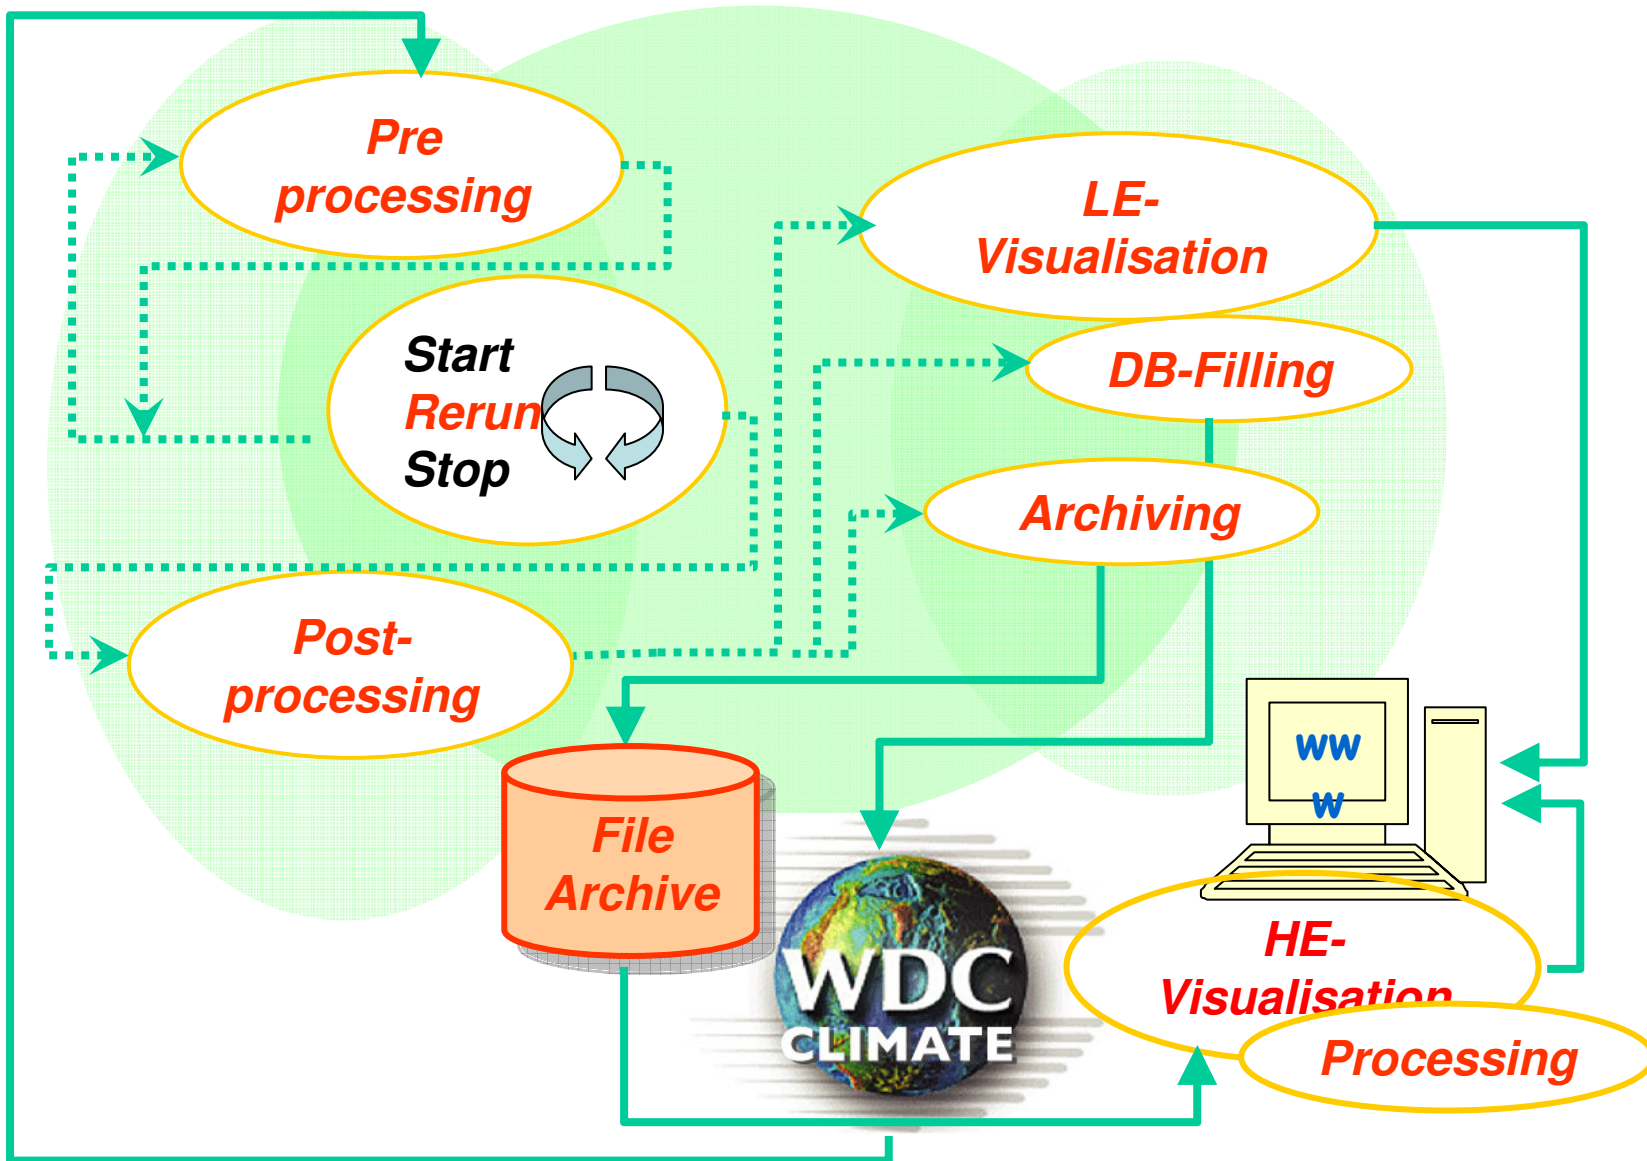 Pre
processing
LE-
Visualisation
Start
Rerun
Stop
DB-Filling
Archiving
Post-
processing
File
Archive
WW
W
WDC
CLIMATE
HE-
Visualisation
Processing